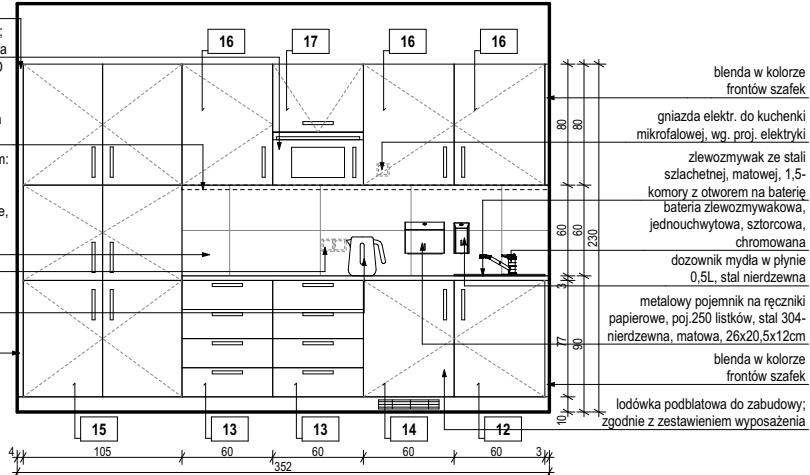 ;
a
0
a
m:
e,
16
17
16
16
80
80
60
60
230
3
77
90
10
blenda w kolorze
frontów szafek
gniazda elektr. do kuchenki
mikrofalowej, wg. proj. elektryki
zlewozmywak ze stali
szlachetnej, matowej, 1,5-
komory z otworem na baterię
bateria zlewozmywakowa,
jednouchwytowa, sztorcowa,
chromowana
dozownik mydła w płynie
0,5L, stal nierdzewna
metalowy pojemnik na ręczniki
papierowe, poj.250 listków, stal 304-
nierdzewna, matowa, 26x20,5x12cm
blenda w kolorze
frontów szafek
lodówka podblatowa do zabudowy;
zgodnie z zestawieniem wyposażenia
15
13
13
14
12
4
105
60
60
60
60
3
352